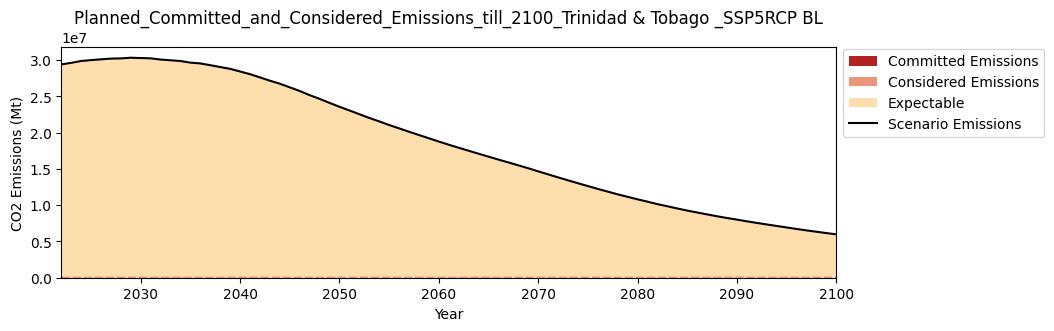 Planned_Committed_and_Considered_Emissions_till_2100_Trinidad & Tobago _SSP5RCP BL
1e7
3.0
2.5
2.0
1.5
1.0
0.5
0.0
CO2 Emissions (Mt)
2030 2040 2050 2060 2070 2080 2090 2100
Year
Committed Emissions
Considered Emissions
Expectable
Scenario Emissions